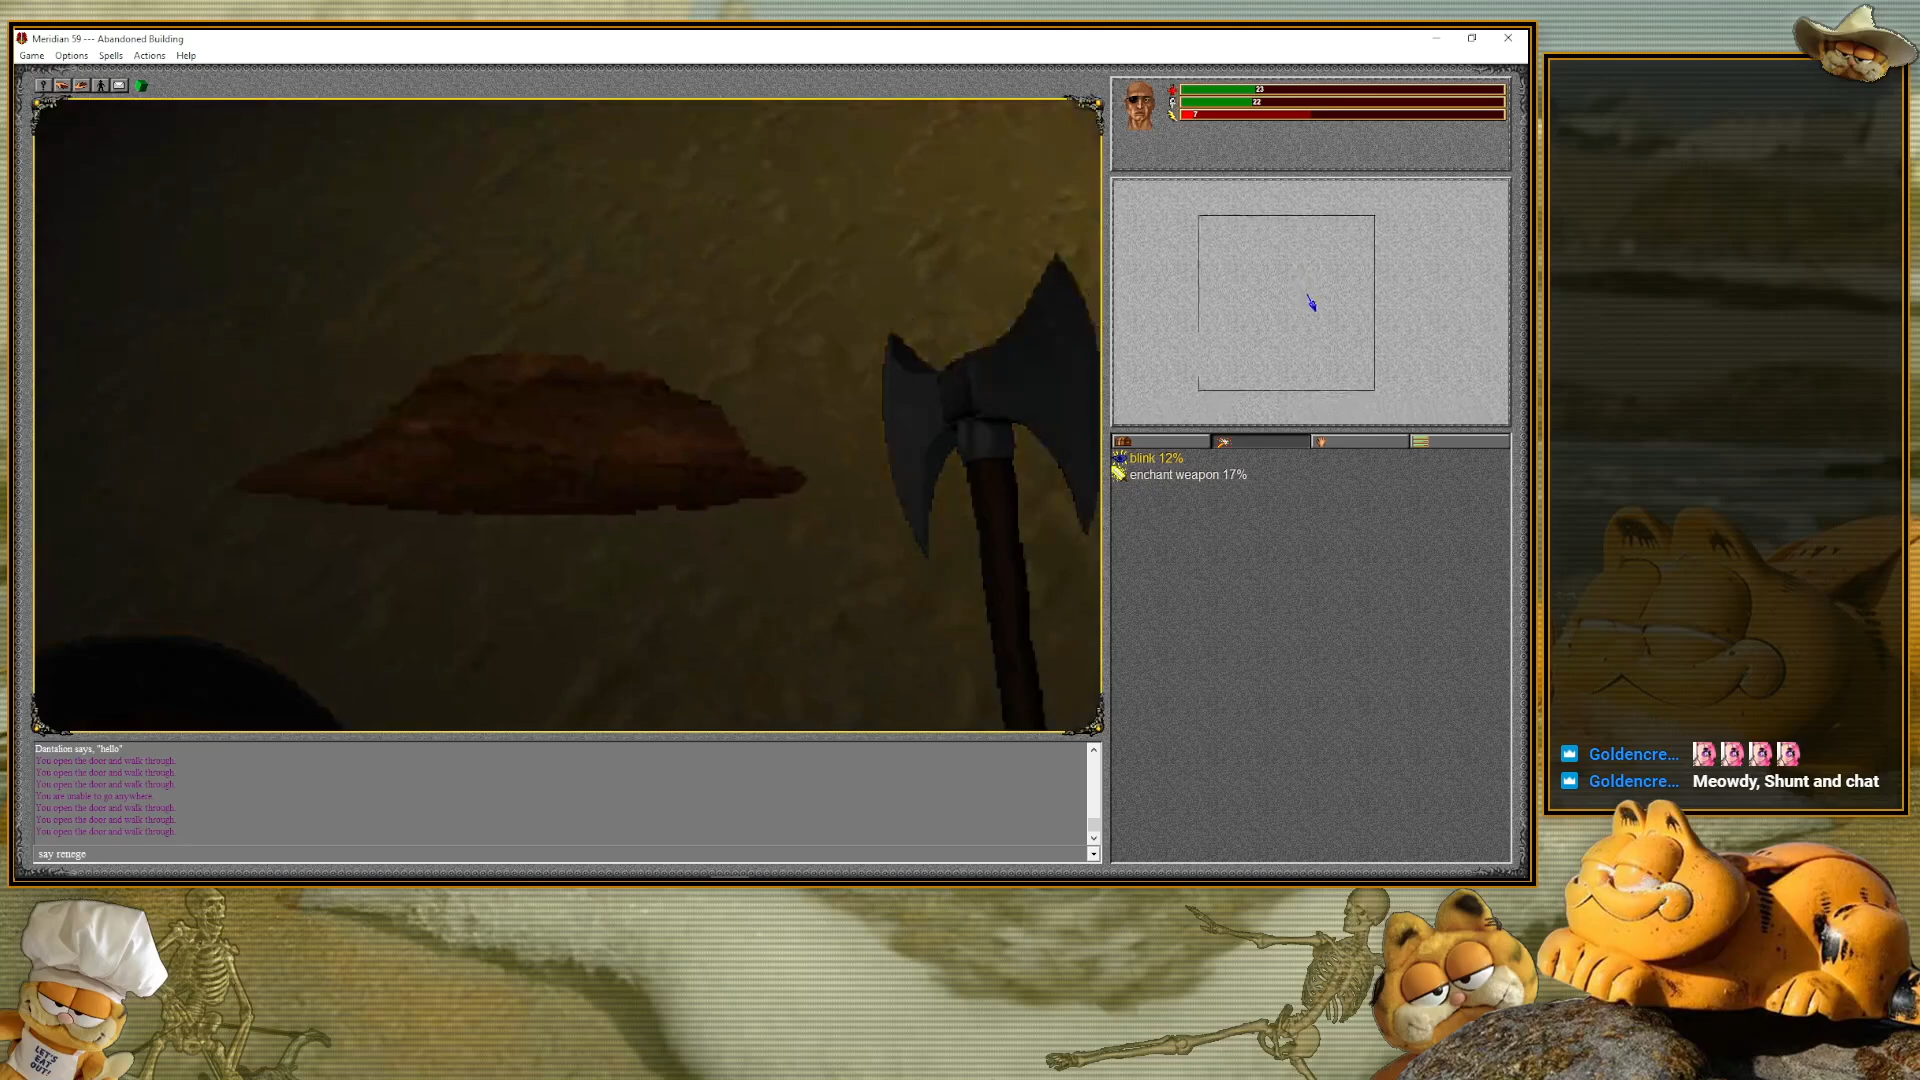 Meridian 59 --- Abandoned Building
Game Options Spells Actions Help
23
22
7
blink 12%
enchant weapon 17%
Dantalion says, "hello"
You open the door and walk through.
You open the door and walk through.
You open the door and walk through.
You are unable to go anywhere.
You open the door and walk through.
You open the door and walk through.
You open the door and walk through.
say renege
Goldencre...
Goldencre... Meowdy, Shunt and chat
LET'S
EAT
OUT!